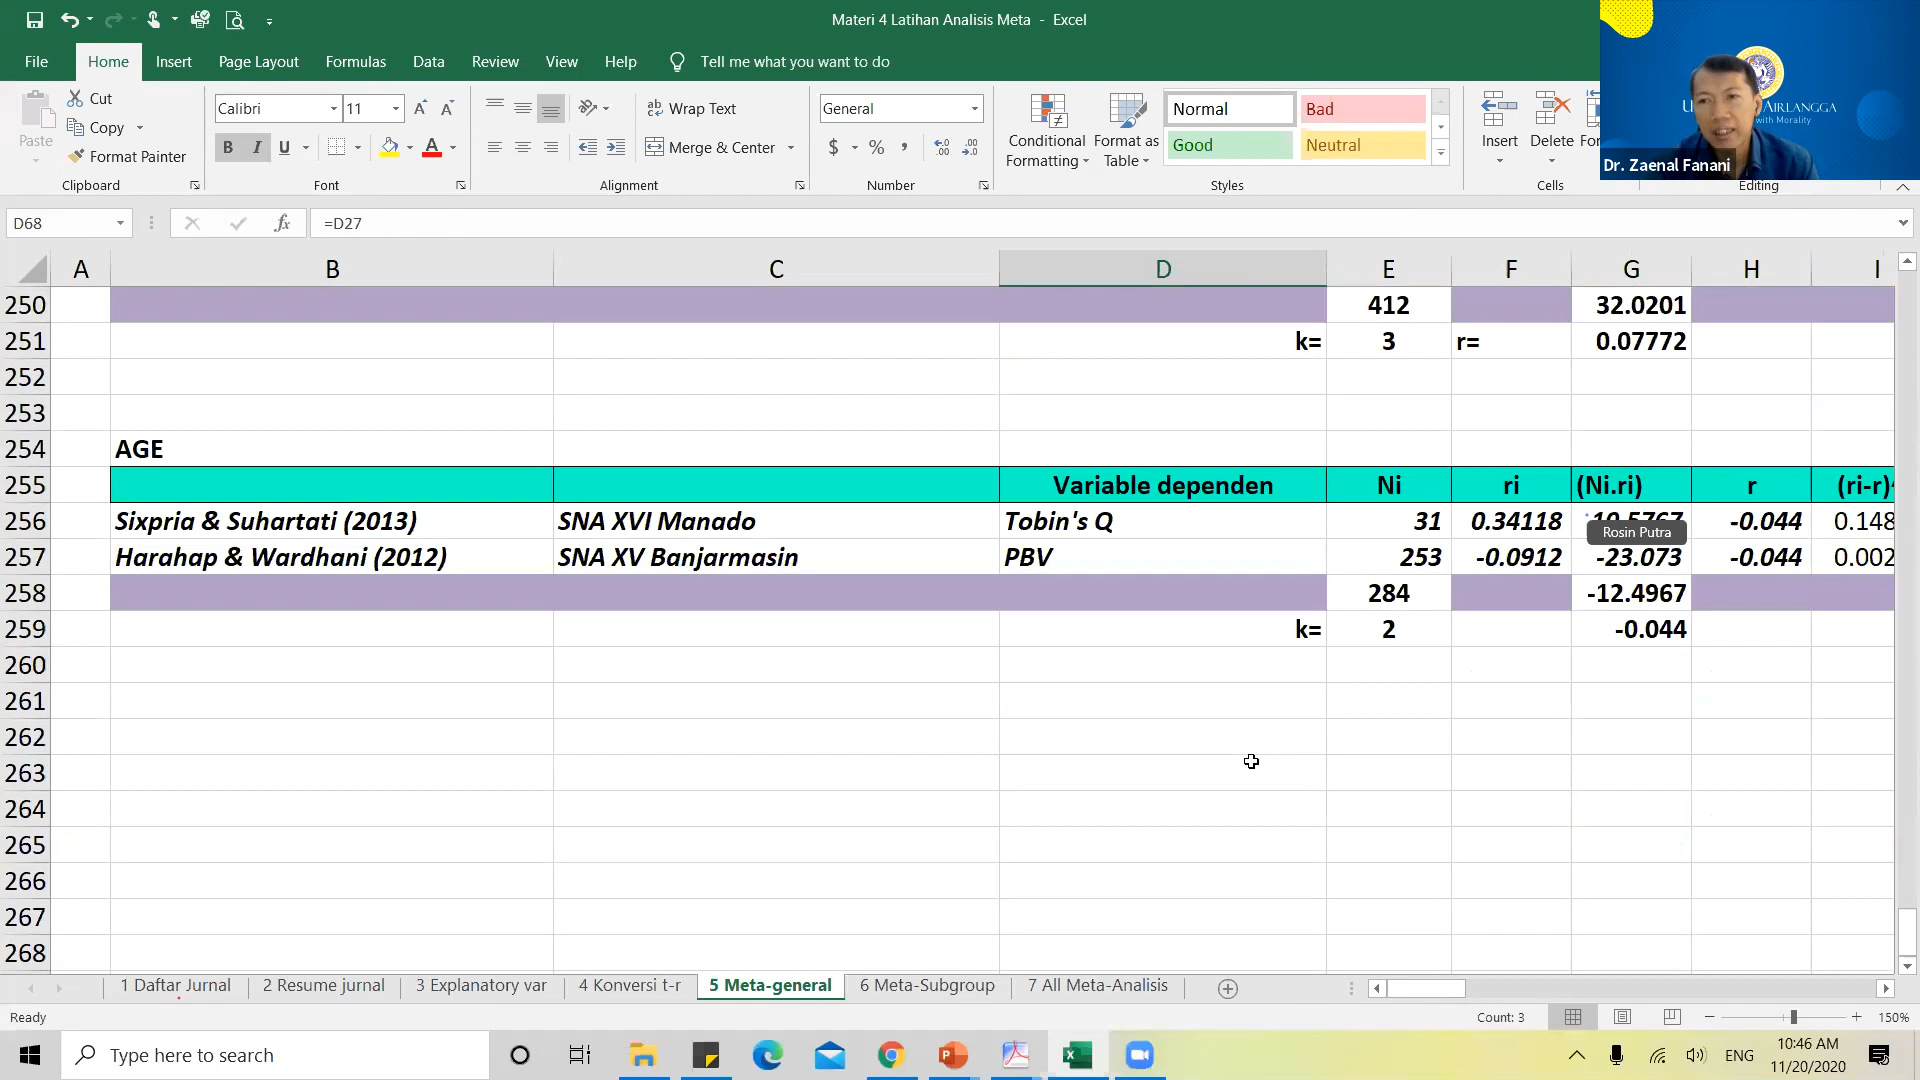 Materi 4 Latihan Analisis Meta - Excel
File Home Insert Page Layout Formulas Data Review View Help Tell me what you want to do
Paste
Cut
Copy
Format Painter
Clipboard
Calibri 11
B I U A
Font
ab Wrap Text
Merge & Center
Alignment
General
$ % ,
Number
Conditional Formatting
Format as Table
Normal Bad
Good Neutral
Styles
Insert Delete
Cells
Editing
AIRLANGGA
with Morality
Dr. Zaenal Fanani
D68 fx =D27
A B C D E F G H I
250 412 32.0201
251 k= 3 r= 0.07772
252
253
254 AGE
255 Variable dependen Ni ri (Ni.ri) r (ri-r)
256 Sixpria & Suhartati (2013) SNA XVI Manado Tobin's Q 31 0.34118 10.5767 -0.044 0.148
Rosin Putra
257 Harahap & Wardhani (2012) SNA XV Banjarmasin PBV 253 -0.0912 -23.073 -0.044 0.002
258 284 -12.4967
259 k= 2 -0.044
260
261
262
263
264
265
266
267
268
1 Daftar Jurnal 2 Resume jurnal 3 Explanatory var 4 Konversi t-r 5 Meta-general 6 Meta-Subgroup 7 All Meta-Analisis
Ready Count: 3 150%
Type here to search
ENG
10:46 AM
11/20/2020